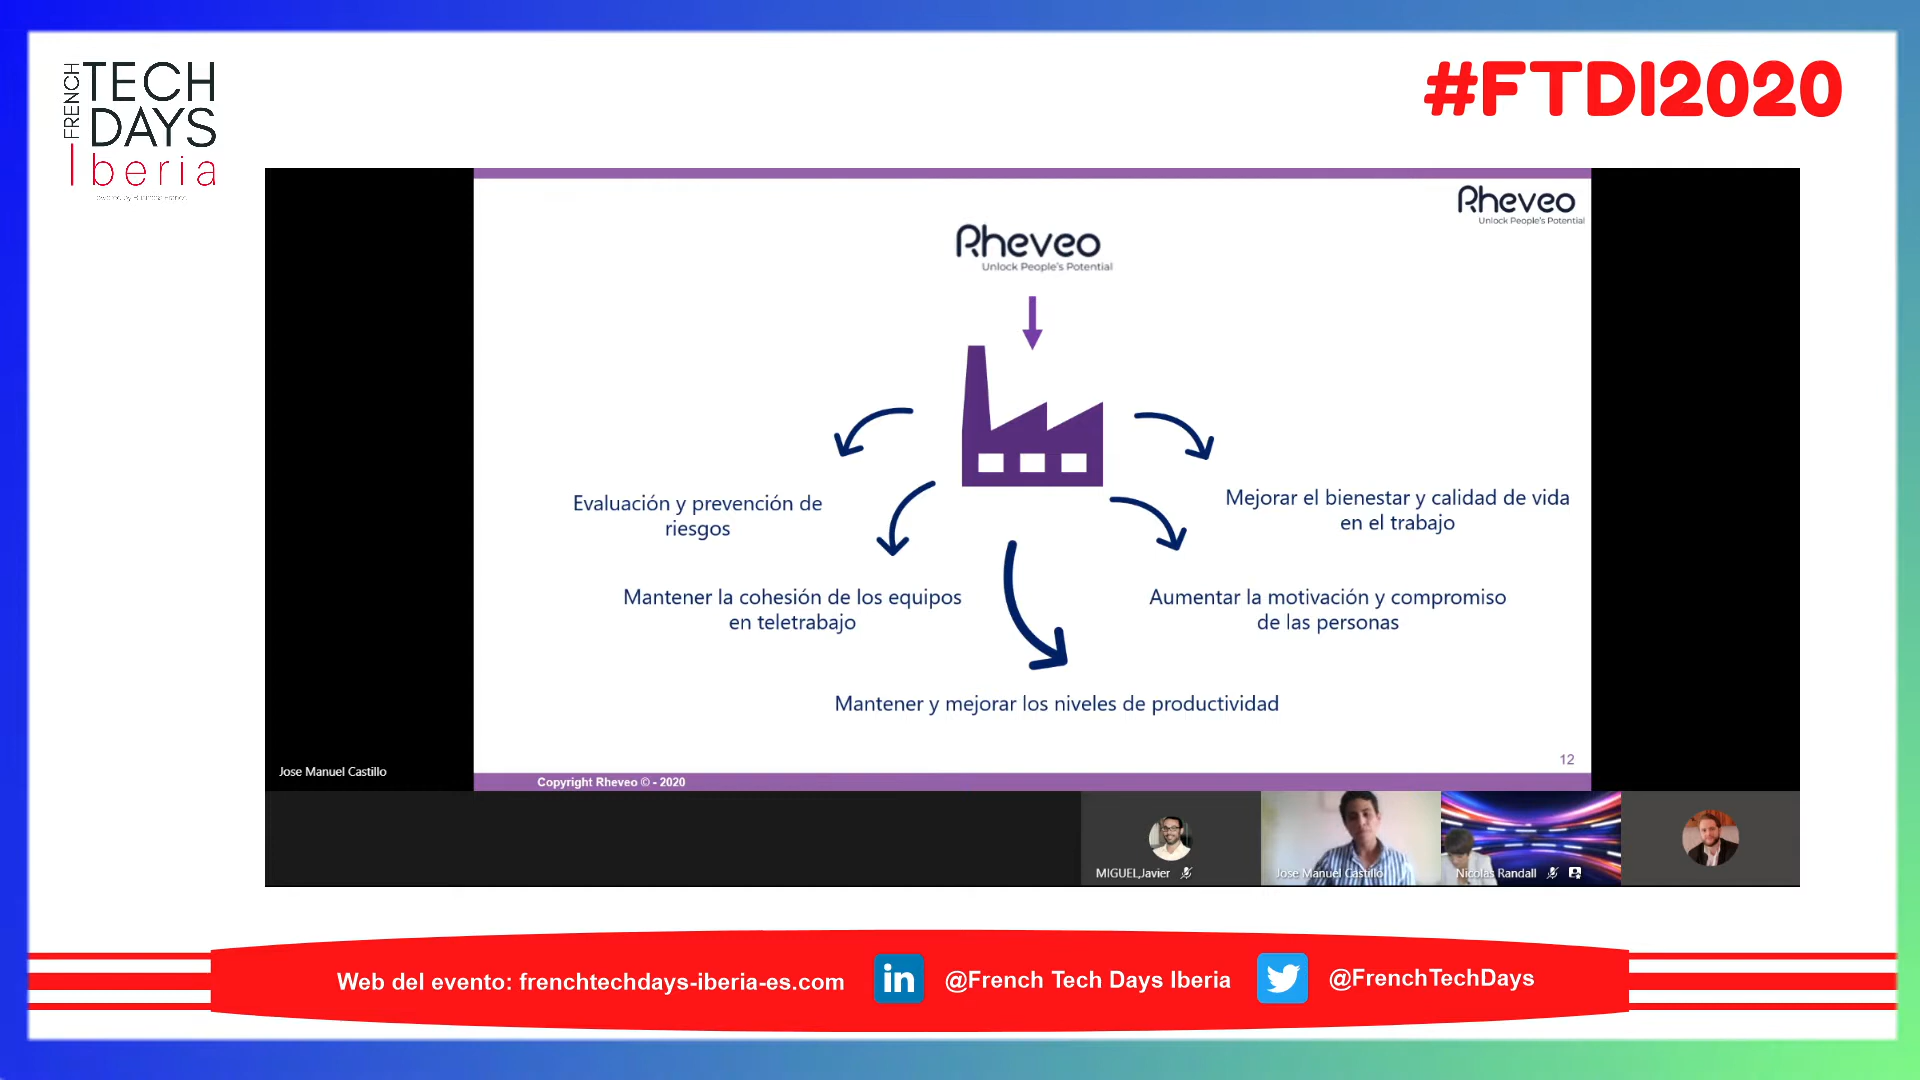 FRENCH
TECH
DAYS
Iberia
#FTDI2020
Rheveo
Unlock People's Potential
Rheveo
Unlock People's Potential
Evaluación y prevención de
riesgos
Mejorar el bienestar y calidad de vida
en el trabajo
Mantener la cohesión de los equipos
en teletrabajo
Aumentar la motivación y compromiso
de las personas
Mantener y mejorar los niveles de productividad
12
Jose Manuel Castillo
Copyright Rheveo © - 2020
MIGUEL,Javier
Jose Manuel Castillo
Nicolas Randall
Web del evento: frenchtechdays-iberia-es.com
in
@French Tech Days Iberia
@FrenchTechDays